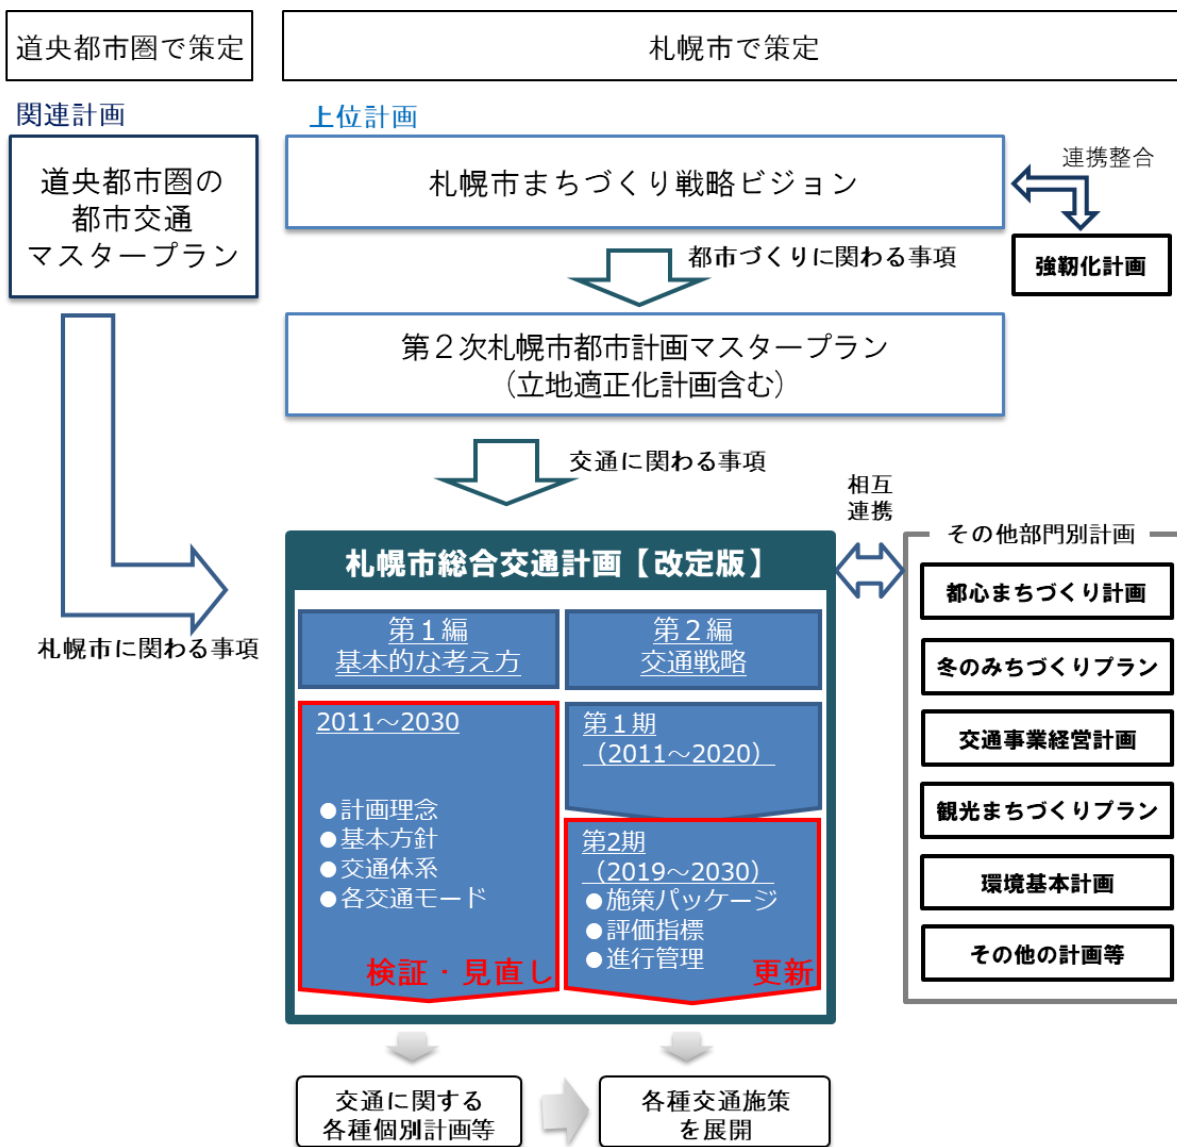 道央都市圏で策定
札幌市で策定
関連計画
道央都市圏の
都市交通
マスタープラン
上位計画
札幌市まちづくり戦略ビジョン
連携整合
強靭化計画
都市づくりに関わる事項
第２次札幌市都市計画マスタープラン
（立地適正化計画含む）
交通に関わる事項
札幌市に関わる事項
相互
連携
札幌市総合交通計画【改定版】
第１編
基本的な考え方
第２編
交通戦略
2011～2030
●計画理念
●基本方針
●交通体系
●各交通モード
検証・見直し
第１期
（2011～2020）
第2期
（2019～2030）
●施策パッケージ
●評価指標
●進行管理
更新
その他部門別計画
都心まちづくり計画
冬のみちづくりプラン
交通事業経営計画
観光まちづくりプラン
環境基本計画
その他の計画等
交通に関する
各種個別計画等
各種交通施策
を展開